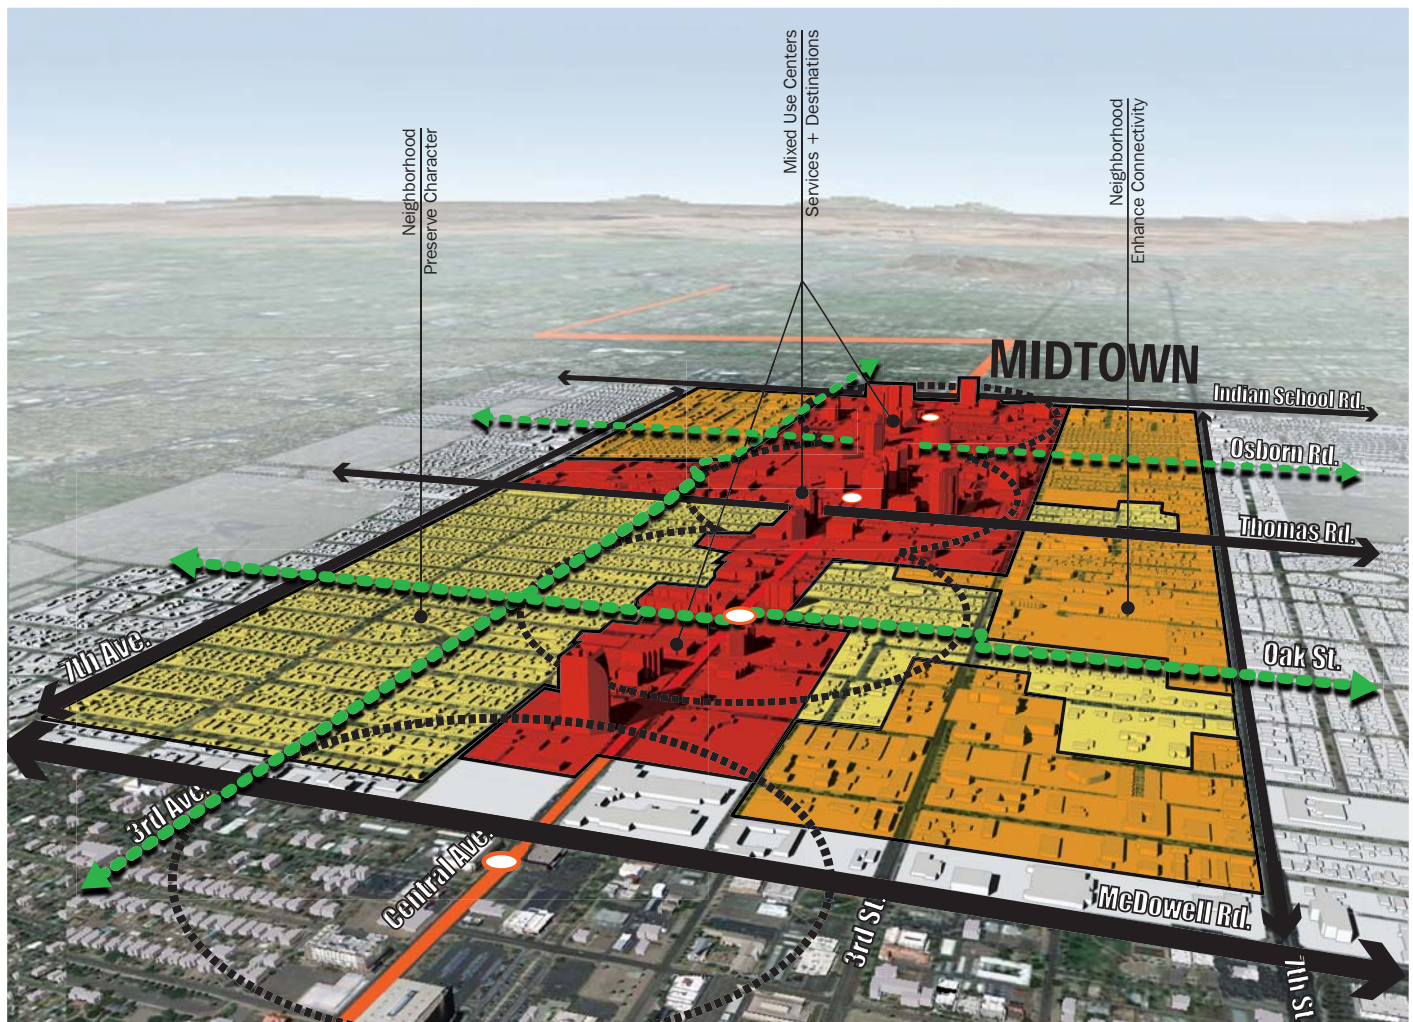 Neighborhood
Preserve Character
Mixed Use Centers
Services + Destinations
Neighborhood
Enhance Connectivity
MIDTOWN
Indian School Rd.
Osborn Rd.
Thomas Rd.
Oak St.
7th Ave.
3rd Ave.
Central Ave.
3rd St.
McDowell Rd.
7th St